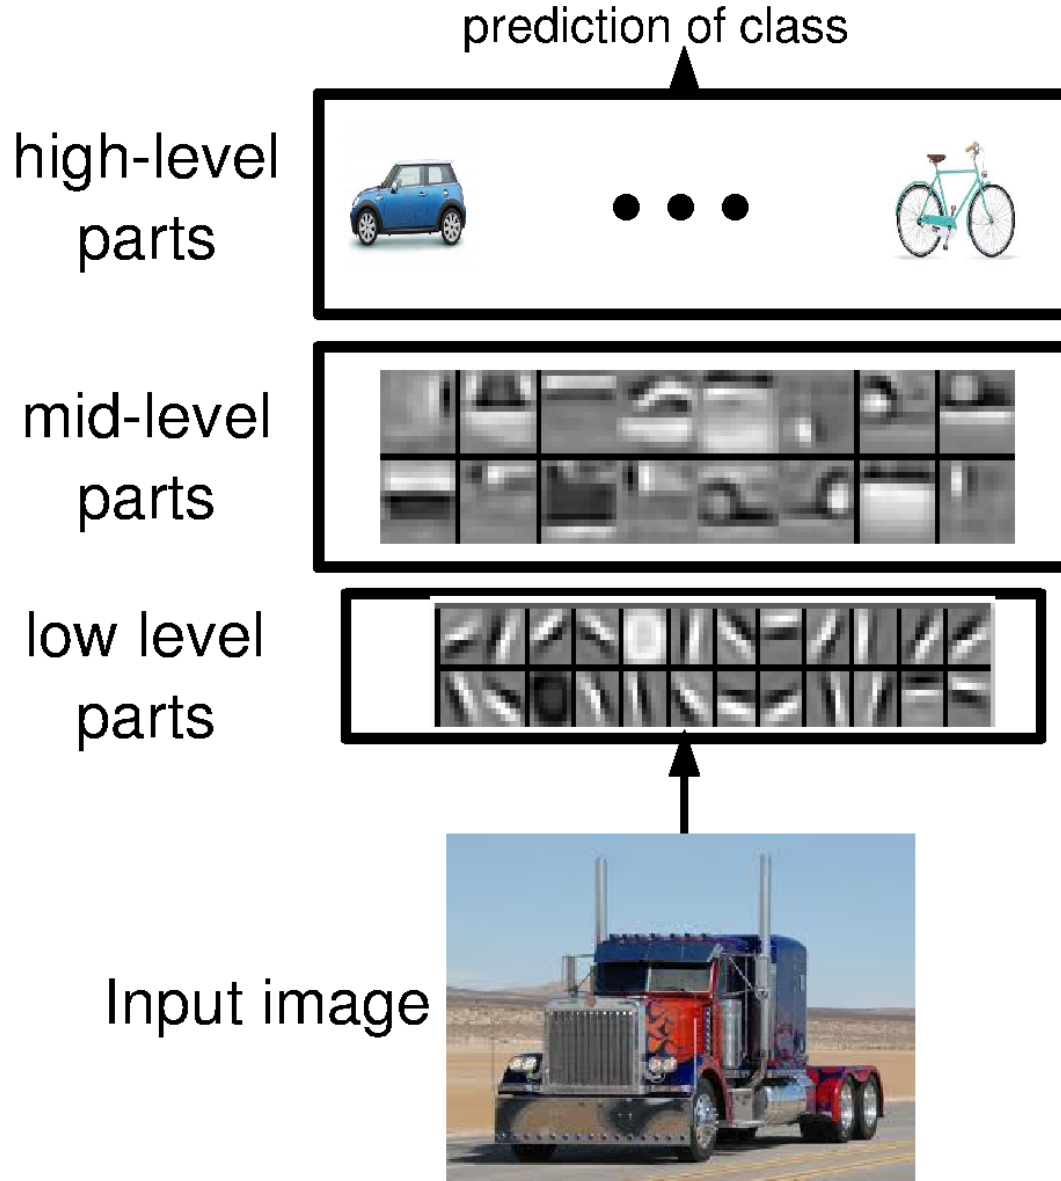 prediction of class
high-level
parts
mid-level
parts
low level
parts
Input image